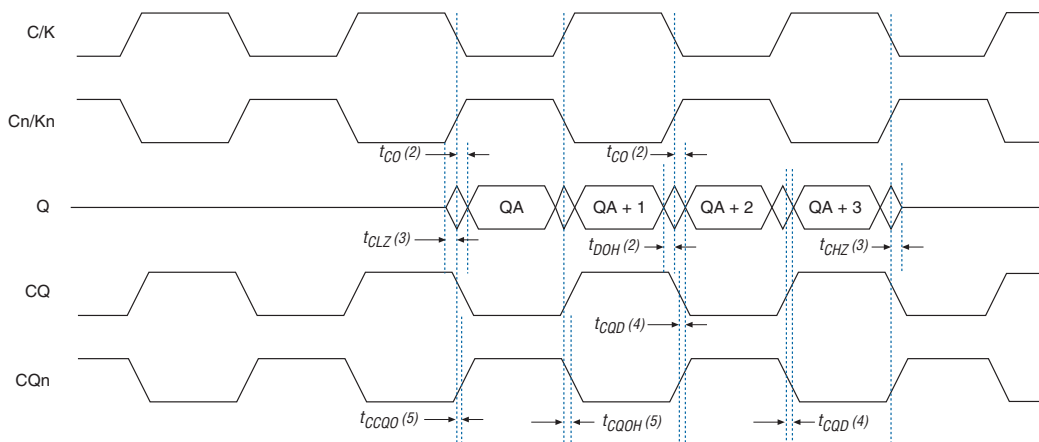 C/K
Cn/Kn
tCO (2)
tCO (2)
Q
QA
QA + 1
QA + 2
QA + 3
tCLZ (3)
tDOH (2)
tCHZ (3)
CQ
tCQD (4)
CQn
tCCQO (5)
tCQOH (5)
tCQD (4)